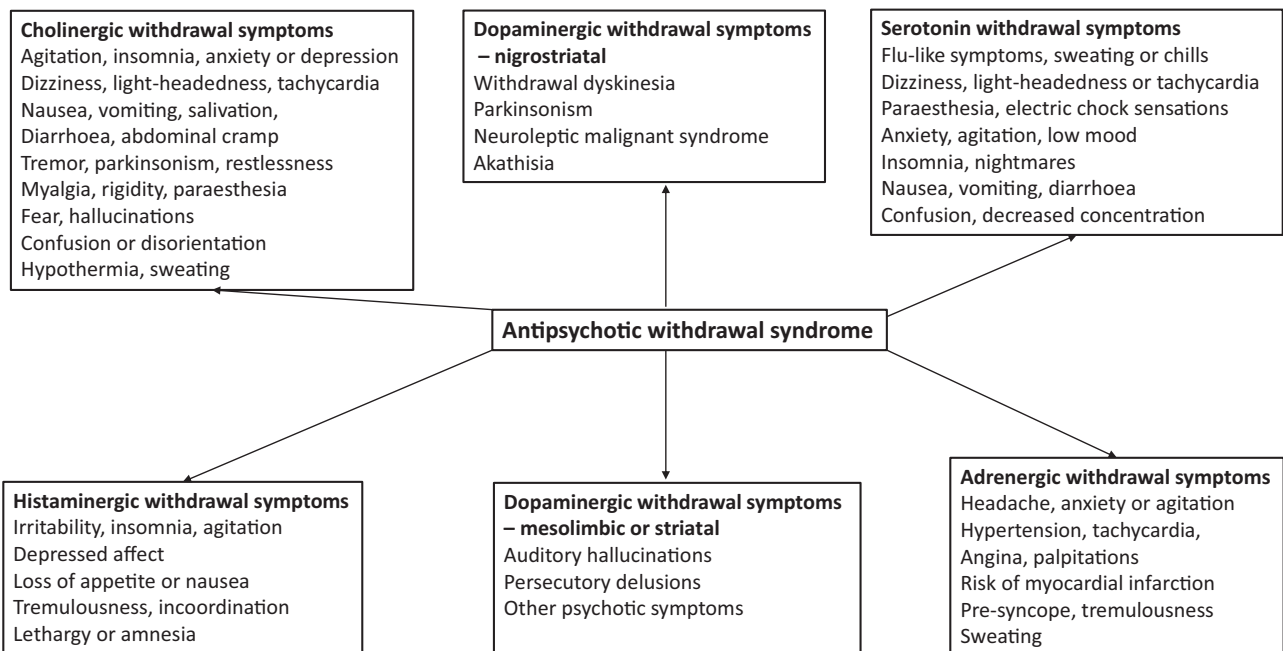 Cholinergic withdrawal symptoms
Agitation, insomnia, anxiety or depression
Dizziness, light-headedness, tachycardia
Nausea, vomiting, salivation,
Diarrhoea, abdominal cramp
Tremor, parkinsonism, restlessness
Myalgia, rigidity, paraesthesia
Fear, hallucinations
Confusion or disorientation
Hypothermia, sweating
Dopaminergic withdrawal symptoms
– nigrostriatal
Withdrawal dyskinesia
Parkinsonism
Neuroleptic malignant syndrome
Akathisia
Serotonin withdrawal symptoms
Flu-like symptoms, sweating or chills
Dizziness, light-headedness or tachycardia
Paraesthesia, electric chock sensations
Anxiety, agitation, low mood
Insomnia, nightmares
Nausea, vomiting, diarrhoea
Confusion, decreased concentration
Antipsychotic withdrawal syndrome
Histaminergic withdrawal symptoms
Irritability, insomnia, agitation
Depressed affect
Loss of appetite or nausea
Tremulousness, incoordination
Lethargy or amnesia
Dopaminergic withdrawal symptoms
– mesolimbic or striatal
Auditory hallucinations
Persecutory delusions
Other psychotic symptoms
Adrenergic withdrawal symptoms
Headache, anxiety or agitation
Hypertension, tachycardia,
Angina, palpitations
Risk of myocardial infarction
Pre-syncope, tremulousness
Sweating